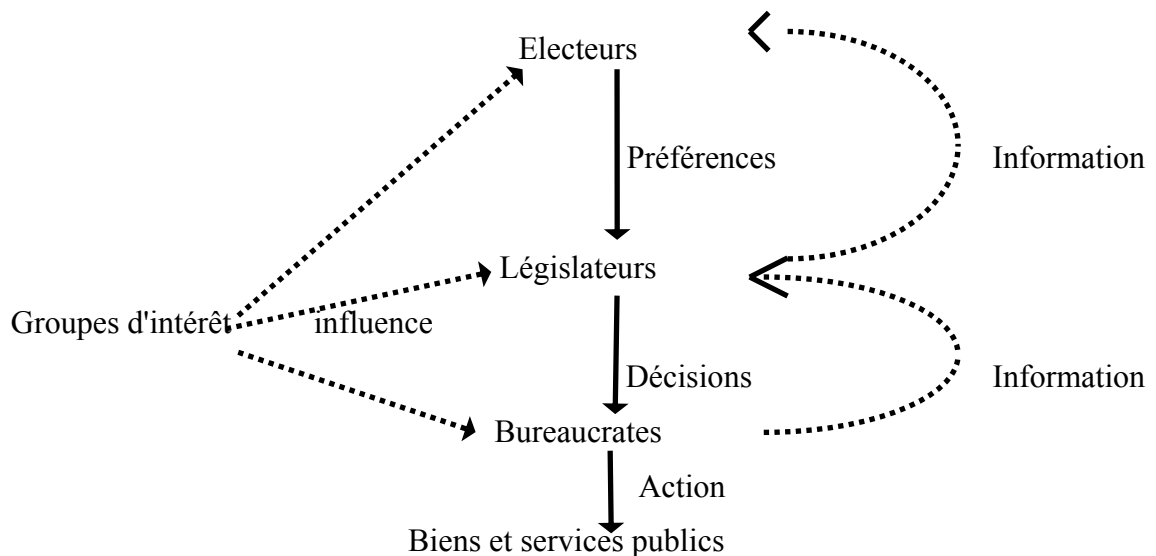 Electeurs
Préférences
Information
Législateurs
Groupes d'intérêt
influence
Décisions
Information
Bureaucrates
Action
Biens et services publics